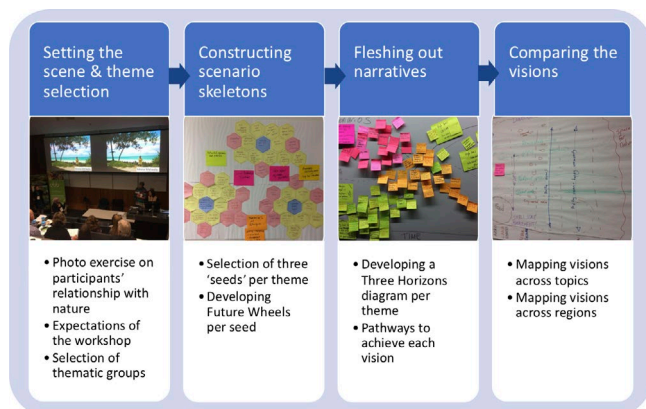 Setting the
scene & theme
selection
Constructing
scenario
skeletons
Fleshing out
narratives
Comparing the
visions
• Photo exercise on
participants'
relationship with
nature
• Expectations of
the workshop
• Selection of
thematic groups
• Selection of three
'seeds' per theme
• Developing
Future Wheels
per seed
• Developing a
Three Horizons
diagram per
theme
• Pathways to
achieve each
vision
• Mapping visions
across topics
• Mapping visions
across regions